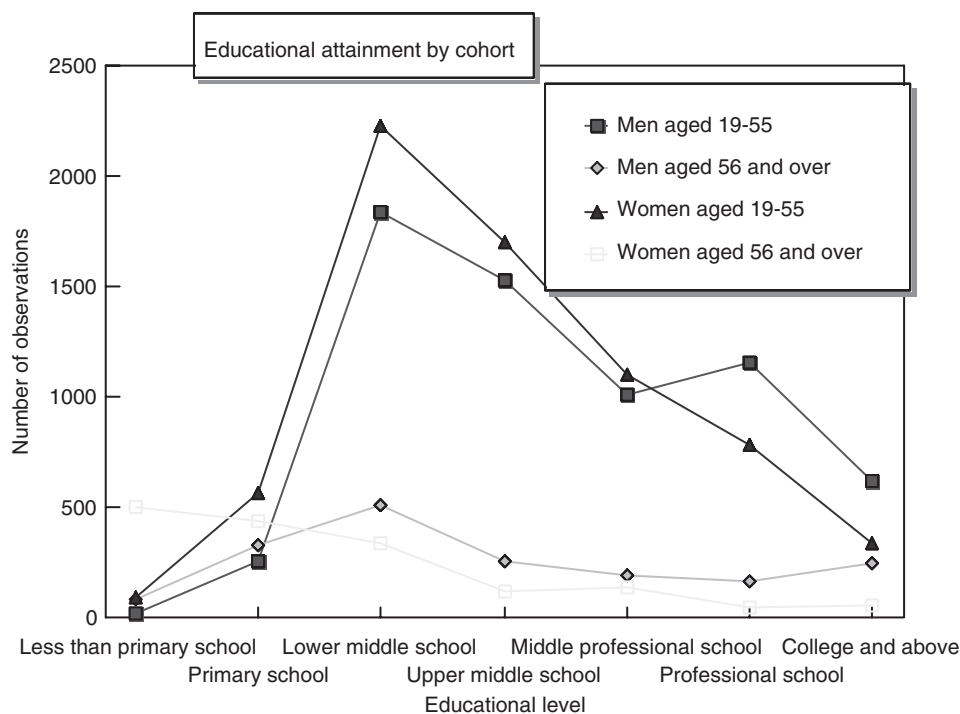 Educational attainment by cohort
2500
2000
1500
1000
500
0
Number of observations
Men aged 19-55
Men aged 56 and over
Women aged 19-55
Women aged 56 and over
Less than primary school
Primary school
Lower middle school
Upper middle school
Middle professional school
Professional school
College and above
Educational level